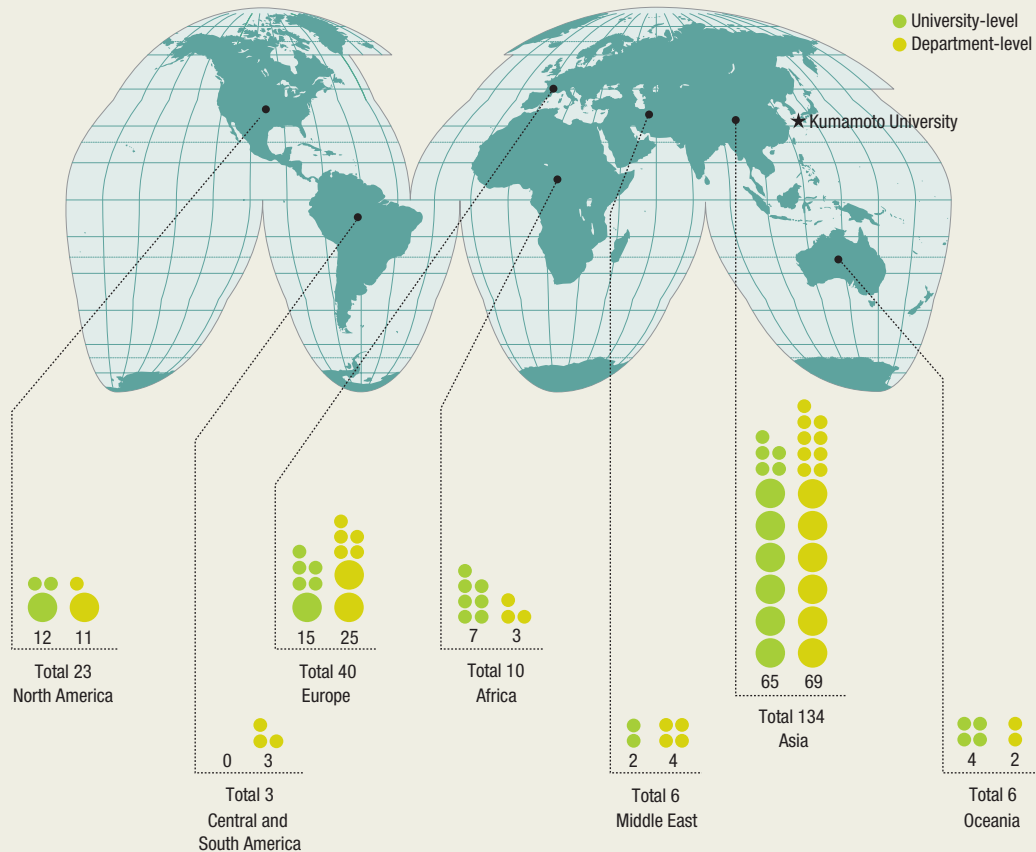 University-level
Department-level
Kumamoto University
12 11
Total 23
North America
0 3
Total 3
Central and
South America
15 25
Total 40
Europe
7 3
Total 10
Africa
2 4
Total 6
Middle East
65 69
Total 134
Asia
4 2
Total 6
Oceania